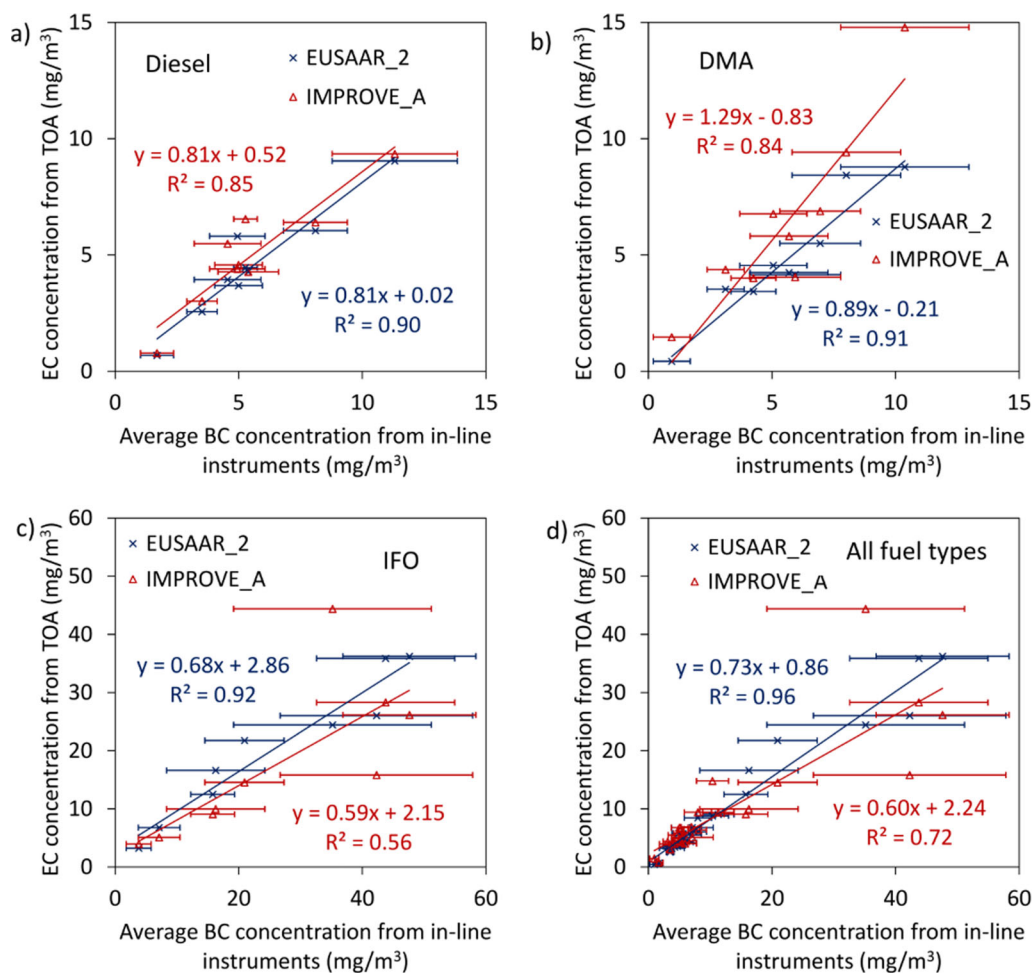 a)
15
10
5
0
0
5
10
15
EC concentration from TOA (mg/m³)
Diesel
EUSAAR_2
IMPROVE_A
y = 0.81x + 0.52
R² = 0.85
y = 0.81x + 0.02
R² = 0.90
Average BC concentration from in-line
instruments (mg/m³)
b)
15
10
5
0
0
5
10
15
EC concentration from TOA (mg/m³)
DMA
y = 1.29x - 0.83
R² = 0.84
EUSAAR_2
IMPROVE_A
y = 0.89x - 0.21
R² = 0.91
Average BC concentration from in-line
instruments (mg/m³)
c)
60
50
40
30
20
10
0
0
20
40
60
EC concentration from TOA (mg/m³)
EUSAAR_2
IMPROVE_A
IFO
y = 0.68x + 2.86
R² = 0.92
y = 0.59x + 2.15
R² = 0.56
Average BC concentration from in-line
instruments (mg/m³)
d)
60
50
40
30
20
10
0
0
20
40
60
EC concentration from TOA (mg/m³)
EUSAAR_2
IMPROVE_A
All fuel types
y = 0.73x + 0.86
R² = 0.96
y = 0.60x + 2.24
R² = 0.72
Average BC concentration from in-line
instruments (mg/m³)